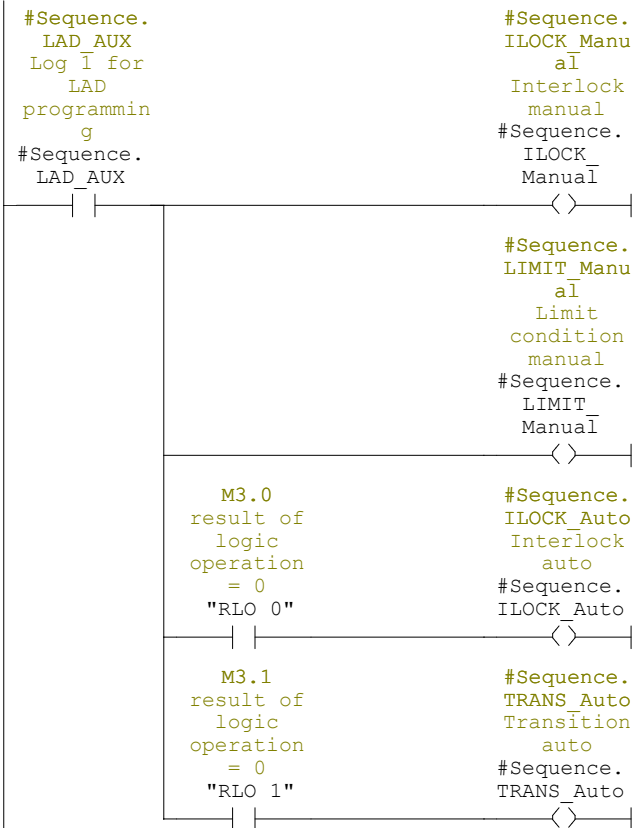 #Sequence.
LAD_AUX
Log 1 for
LAD
programmin
g
#Sequence.
LAD_AUX
#Sequence.
ILOCK_Manu
al
Interlock
manual
#Sequence.
ILOCK_
Manual
#Sequence.
LIMIT_Manu
al
Limit
condition
manual
#Sequence.
LIMIT_
Manual
M3.0
result of
logic
operation
= 0
"RLO 0"
#Sequence.
ILOCK_Auto
Interlock
auto
#Sequence.
ILOCK_Auto
M3.1
result of
logic
operation
= 0
"RLO 1"
#Sequence.
TRANS_Auto
Transition
auto
#Sequence.
TRANS_Auto